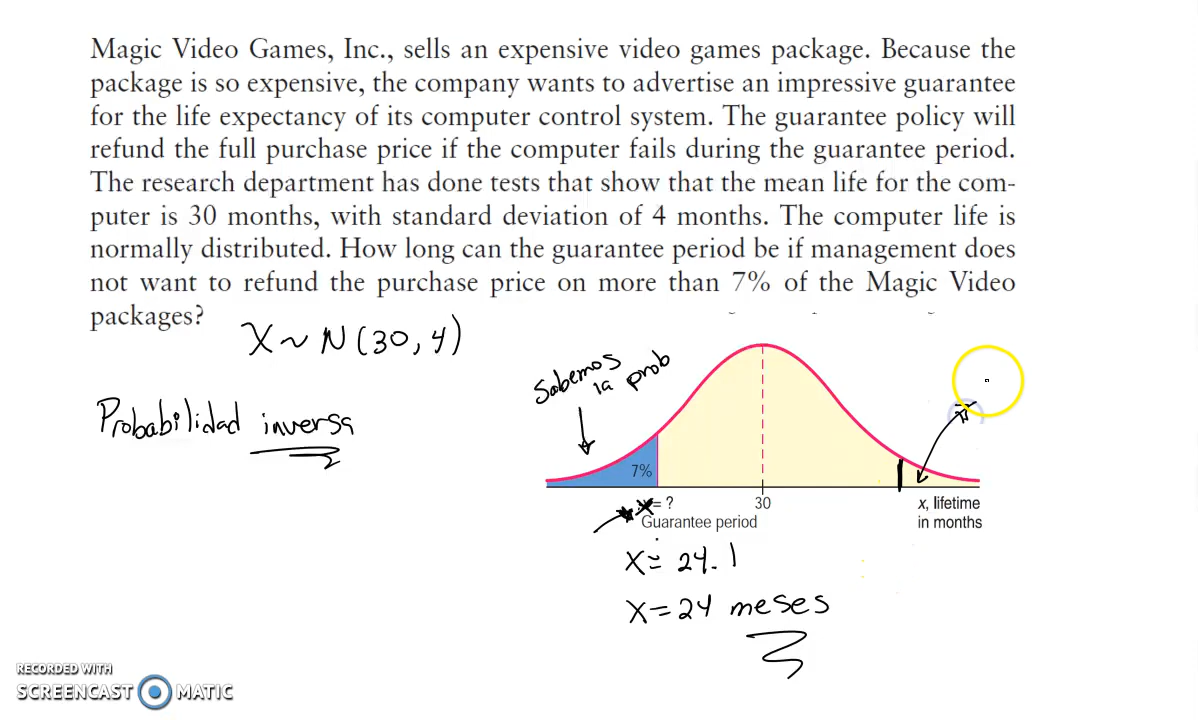 Magic Video Games, Inc., sells an expensive video games package. Because the
package is so expensive, the company wants to advertise an impressive guarantee
for the life expectancy of its computer control system. The guarantee policy will
refund the full purchase price if the computer fails during the guarantee period.
The research department has done tests that show that the mean life for the com-
puter is 30 months, with standard deviation of 4 months. The computer life is
normally distributed. How long can the guarantee period be if management does
not want to refund the purchase price on more than 7% of the Magic Video
packages?
X ~ N(30,4)
Sabemos
la prob
Probabilidad inversa
7%
= ?
30
x, lifetime
in months
Guarantee period
X ≐ 24.1
X = 24 meses
RECORDED WITH
SCREENCAST MATIC